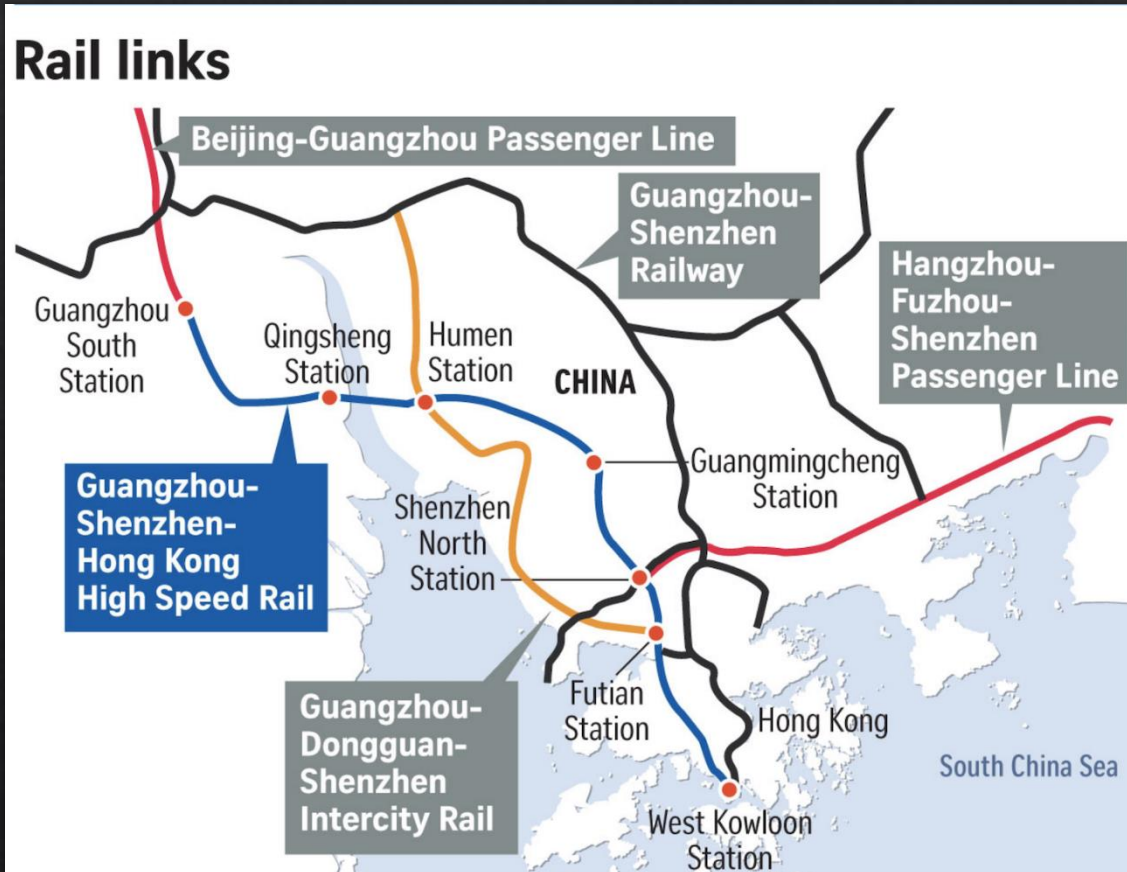 Rail links
Beijing-Guangzhou Passenger Line
Guangzhou-
Shenzhen
Railway
Hangzhou-
Fuzhou-
Shenzhen
Passenger Line
Guangzhou
South
Station
Qingsheng
Station
Humen
Station
CHINA
Guangmingcheng
Station
Guangzhou-
Shenzhen-
Hong Kong
High Speed Rail
Shenzhen
North
Station
Futian
Station
Hong Kong
Guangzhou-
Dongguan-
Shenzhen
Intercity Rail
South China Sea
West Kowloon
Station